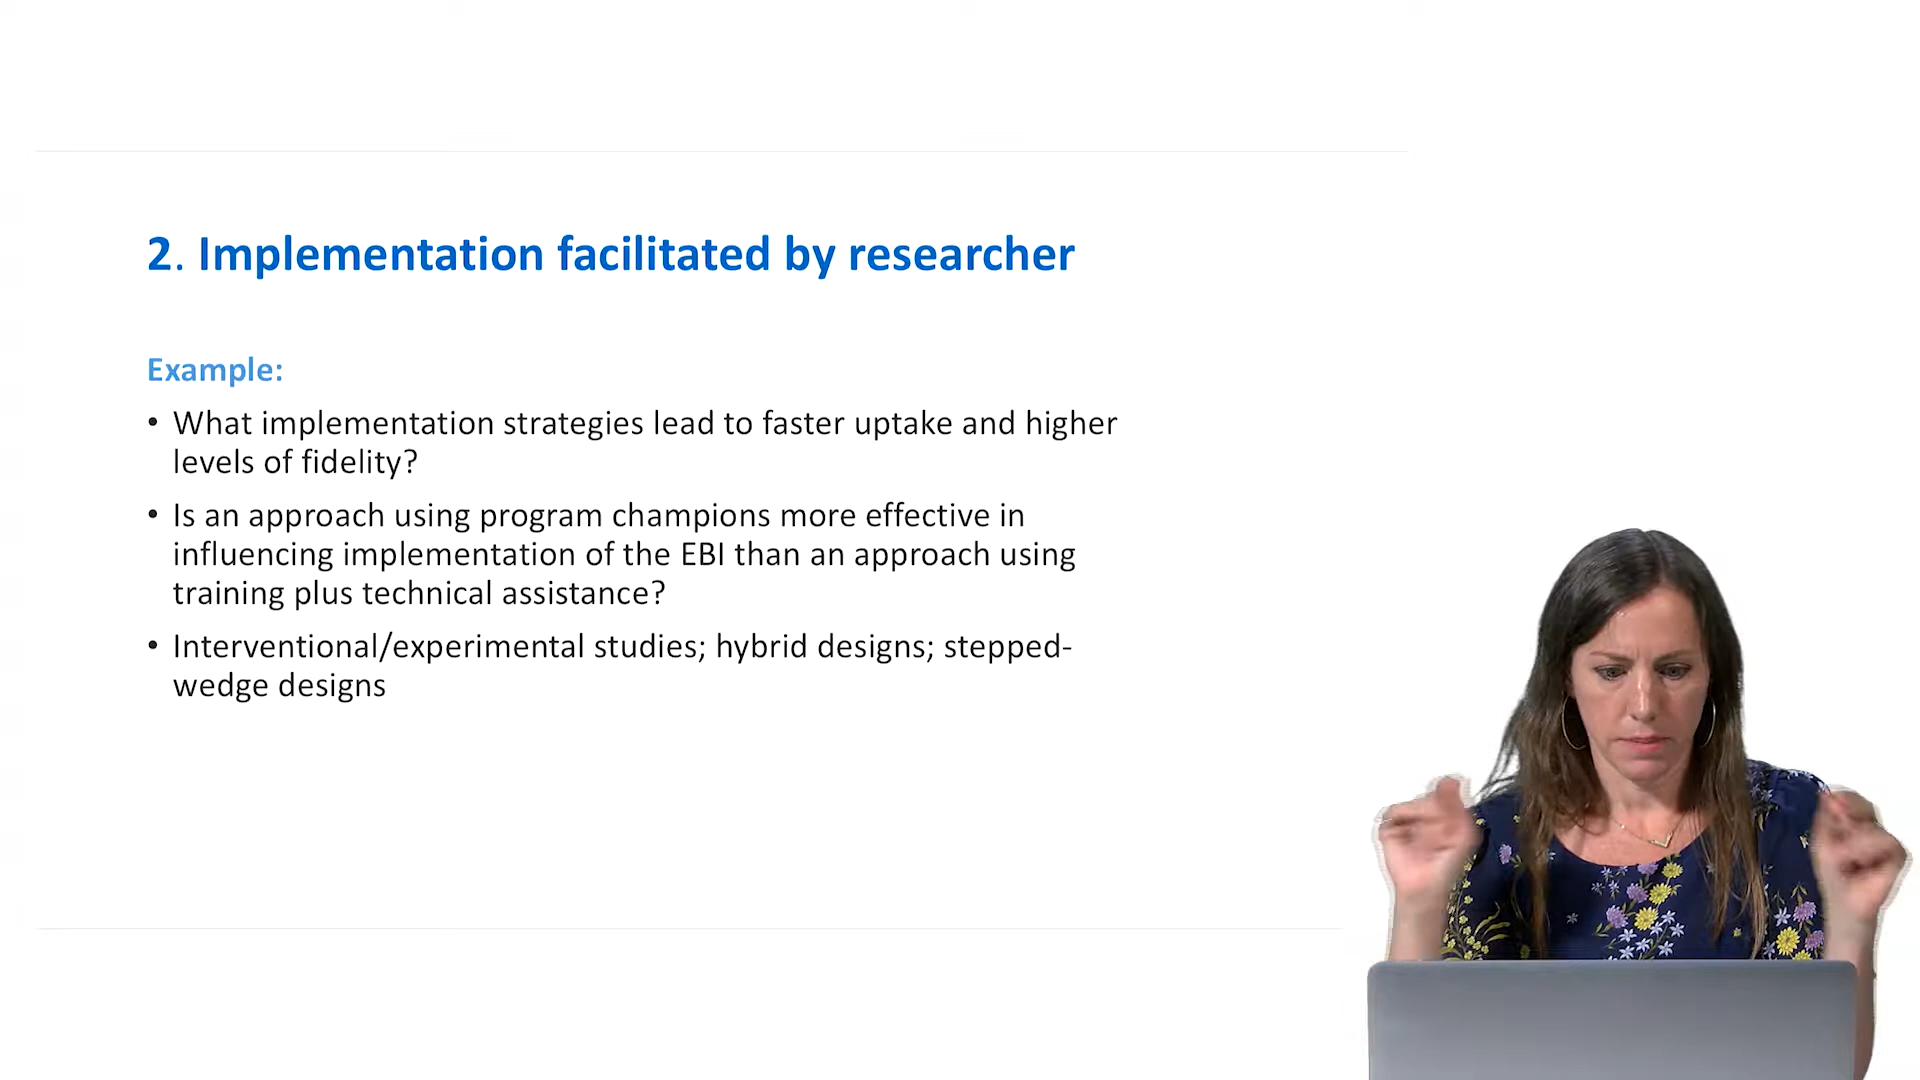 2. Implementation facilitated by researcher
Example:
• What implementation strategies lead to faster uptake and higher
levels of fidelity?
• Is an approach using program champions more effective in
influencing implementation of the EBI than an approach using
training plus technical assistance?
• Interventional/experimental studies; hybrid designs; stepped-
wedge designs